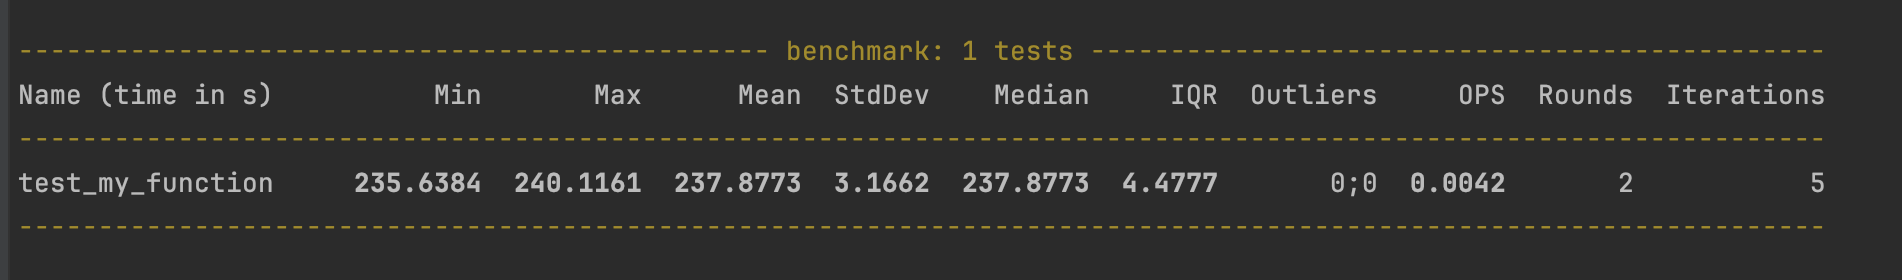 ----------------------------------------------- benchmark: 1 tests ----------------------------------------------
Name (time in s)          Min       Max      Mean  StdDev    Median     IQR  Outliers     OPS  Rounds  Iterations
-----------------------------------------------------------------------------------------------------------------
test_my_function     235.6384  240.1161  237.8773  3.1662  237.8773  4.4777       0;0  0.0042       2           5
-----------------------------------------------------------------------------------------------------------------